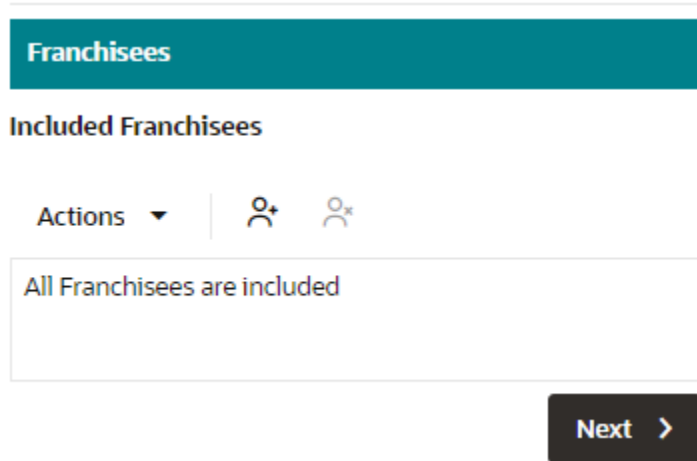 Franchisees
Included Franchisees
Actions
All Franchisees are included
Next